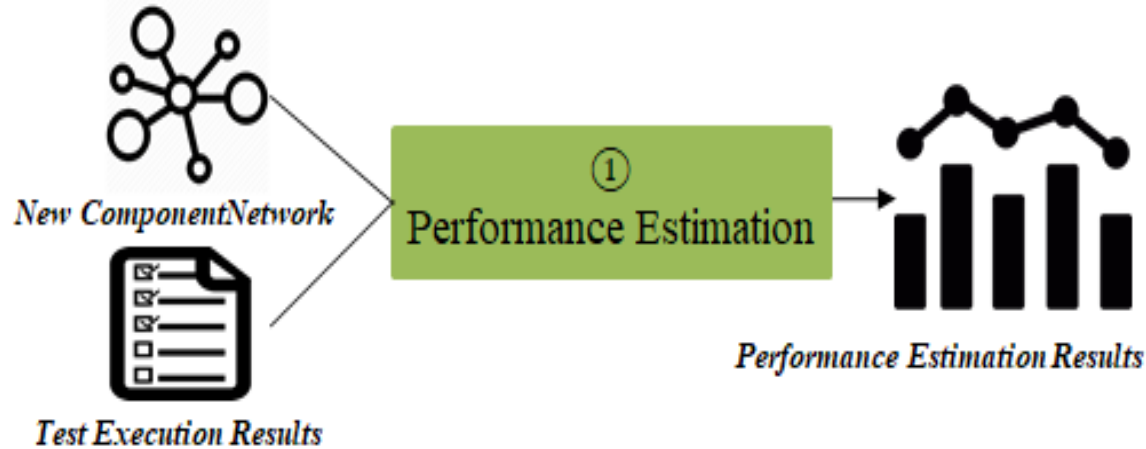 New ComponentNetwork
Test Execution Results
①
Performance Estimation
Performance Estimation Results